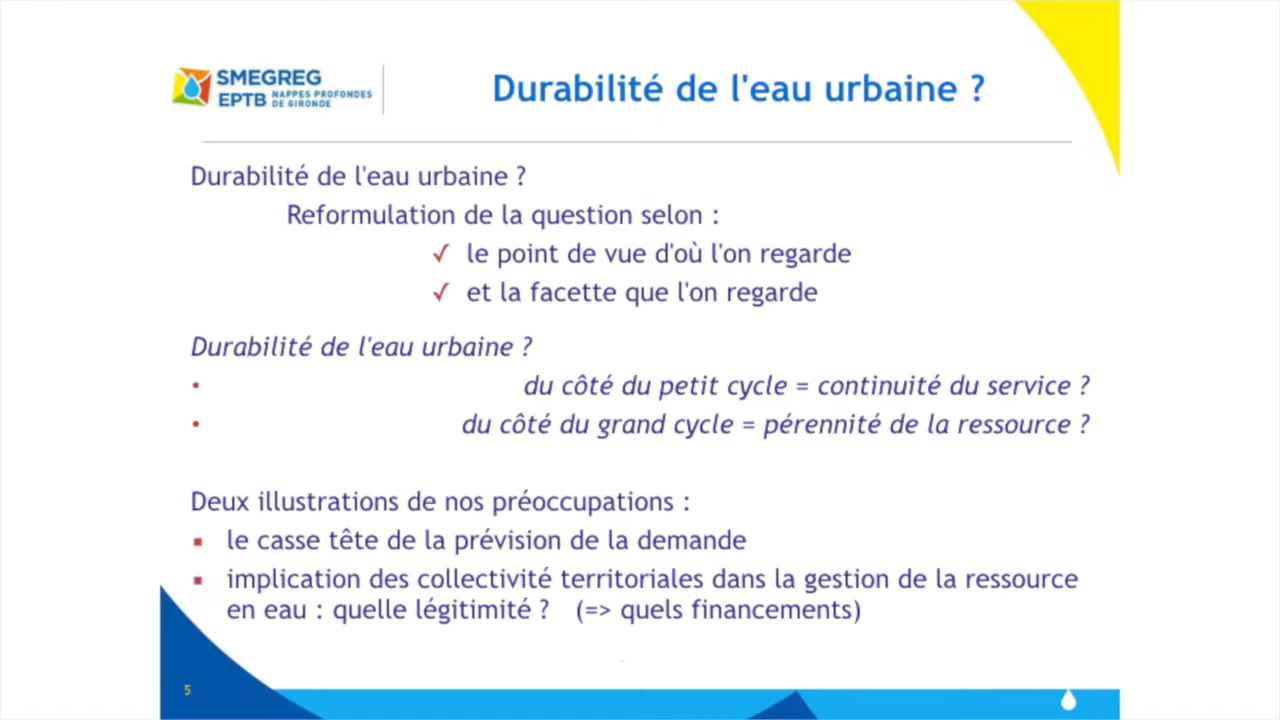 SMEGREG
EPTB NAPPES PROFONDES
DE GIRONDE
Durabilité de l'eau urbaine ?
Durabilité de l'eau urbaine ?
Reformulation de la question selon :
✓ le point de vue d'où l'on regarde
✓ et la facette que l'on regarde
Durabilité de l'eau urbaine ?
• du côté du petit cycle = continuité du service ?
• du côté du grand cycle = pérennité de la ressource ?
Deux illustrations de nos préoccupations :
▪ le casse tête de la prévision de la demande
▪ implication des collectivité territoriales dans la gestion de la ressource
en eau : quelle légitimité ? (=> quels financements)
5